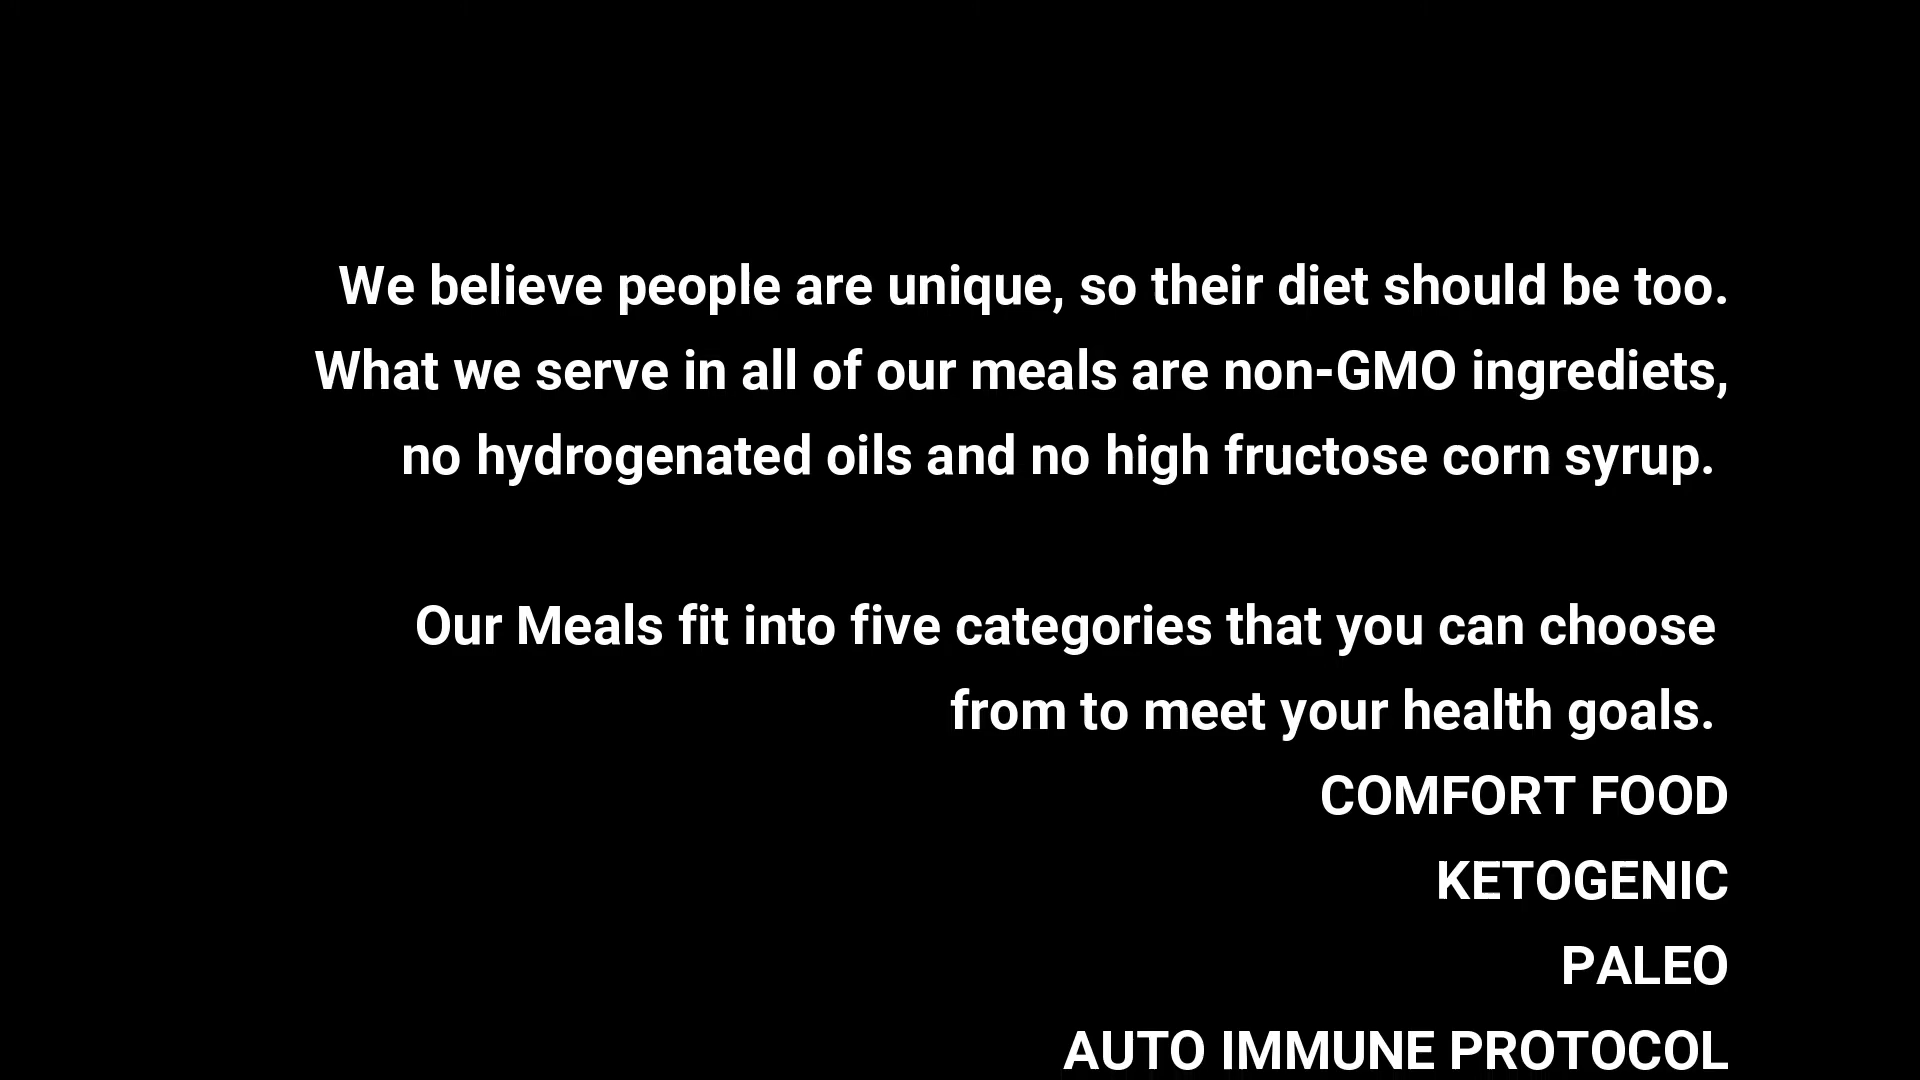 We believe people are unique, so their diet should be too.
What we serve in all of our meals are non-GMO ingrediets,
no hydrogenated oils and no high fructose corn syrup.
Our Meals fit into five categories that you can choose
from to meet your health goals.
COMFORT FOOD
KETOGENIC
PALEO
AUTO IMMUNE PROTOCOL